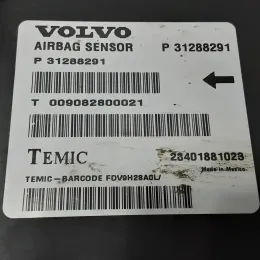 VOLVO
AIRBAG SENSOR P 31288291
P 31288291
T 009082800021
TEMIC 28401881023
Made in Mexico
TEMIC-BARCODE FDV9H28A0L/